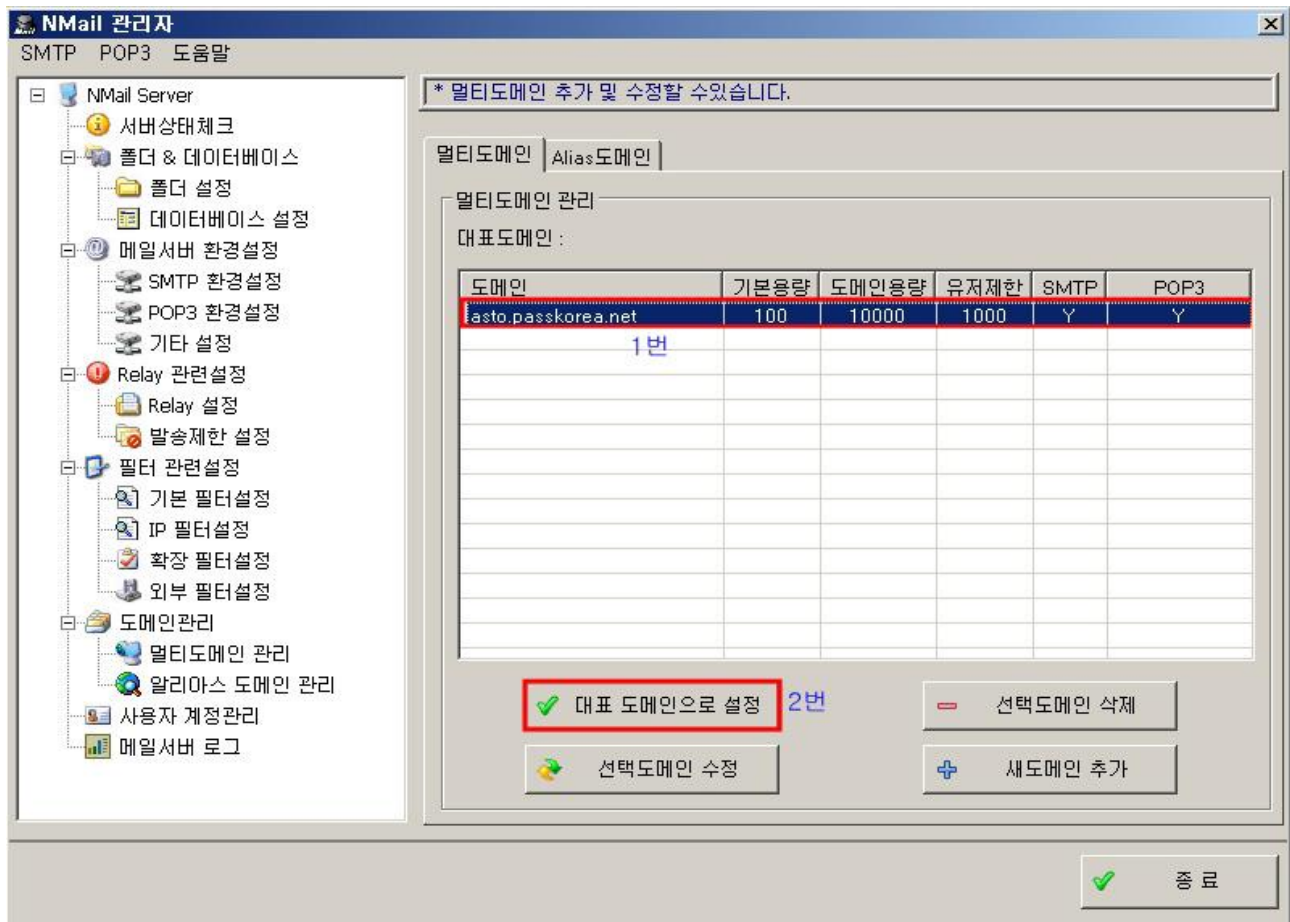 NMail 관리자
SMTP POP3 도움말
NMail Server
서버상태체크
폴더 & 데이터베이스
폴더 설정
데이터베이스 설정
메일서버 환경설정
SMTP 환경설정
POP3 환경설정
기타 설정
Relay 관련설정
Relay 설정
발송제한 설정
필터 관련설정
기본 필터설정
IP 필터설정
확장 필터설정
외부 필터설정
도메인관리
멀티도메인 관리
알리아스 도메인 관리
사용자 계정관리
메일서버 로그
* 멀티도메인 추가 및 수정할 수있습니다.
멀티도메인 Alias도메인
멀티도메인 관리
대표도메인 :
도메인 기본용량 도메인용량 유저제한 SMTP POP3
asto.passkorea.net 100 10000 1000 Y Y
1번
대표 도메인으로 설정 2번 선택도메인 삭제
선택도메인 수정 새도메인 추가
종 료